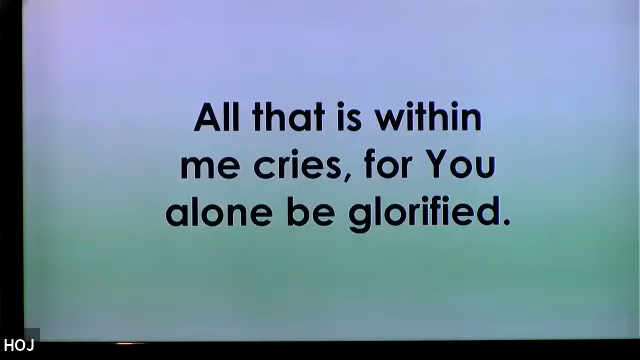 All that is within
me cries, for You
alone be glorified.
HOJ